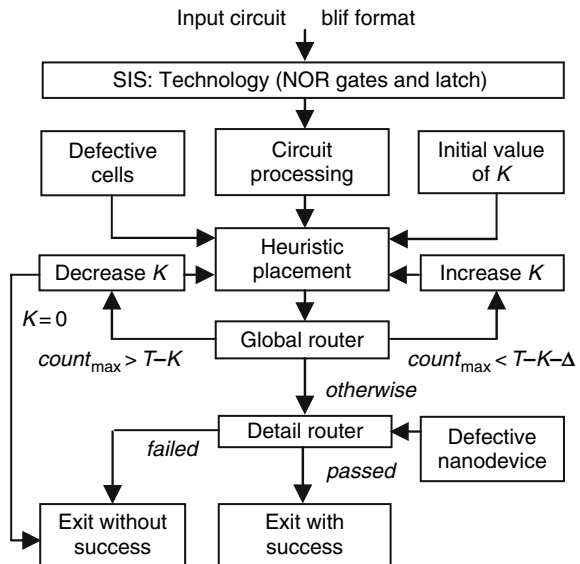 Input circuit blif format
SIS: Technology (NOR gates and latch)
Defective
cells
Circuit
processing
Initial value
of K
Heuristic
placement
Decrease K
Increase K
K=0
Global router
count_max > T–K
count_max < T–K–Δ
otherwise
Detail router
Defective
nanodevice
failed
passed
Exit without
success
Exit with
success